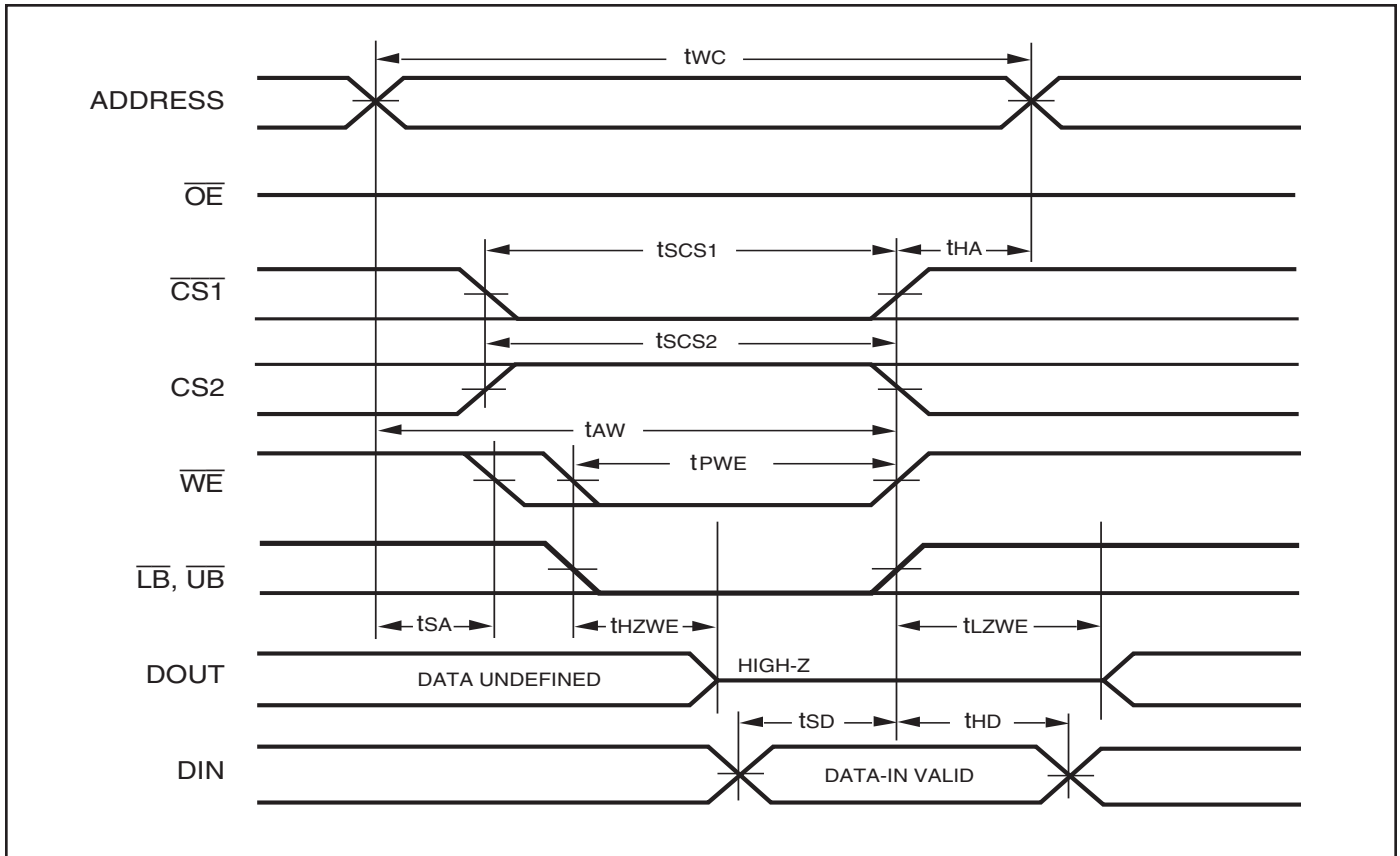 tWC
ADDRESS
OE
tSCS1
tHA
CS1
tSCS2
CS2
tAW
tPWE
WE
LB, UB
tSA
tHZWE
tLZWE
DOUT
DATA UNDEFINED
HIGH-Z
tSD
tHD
DIN
DATA-IN VALID